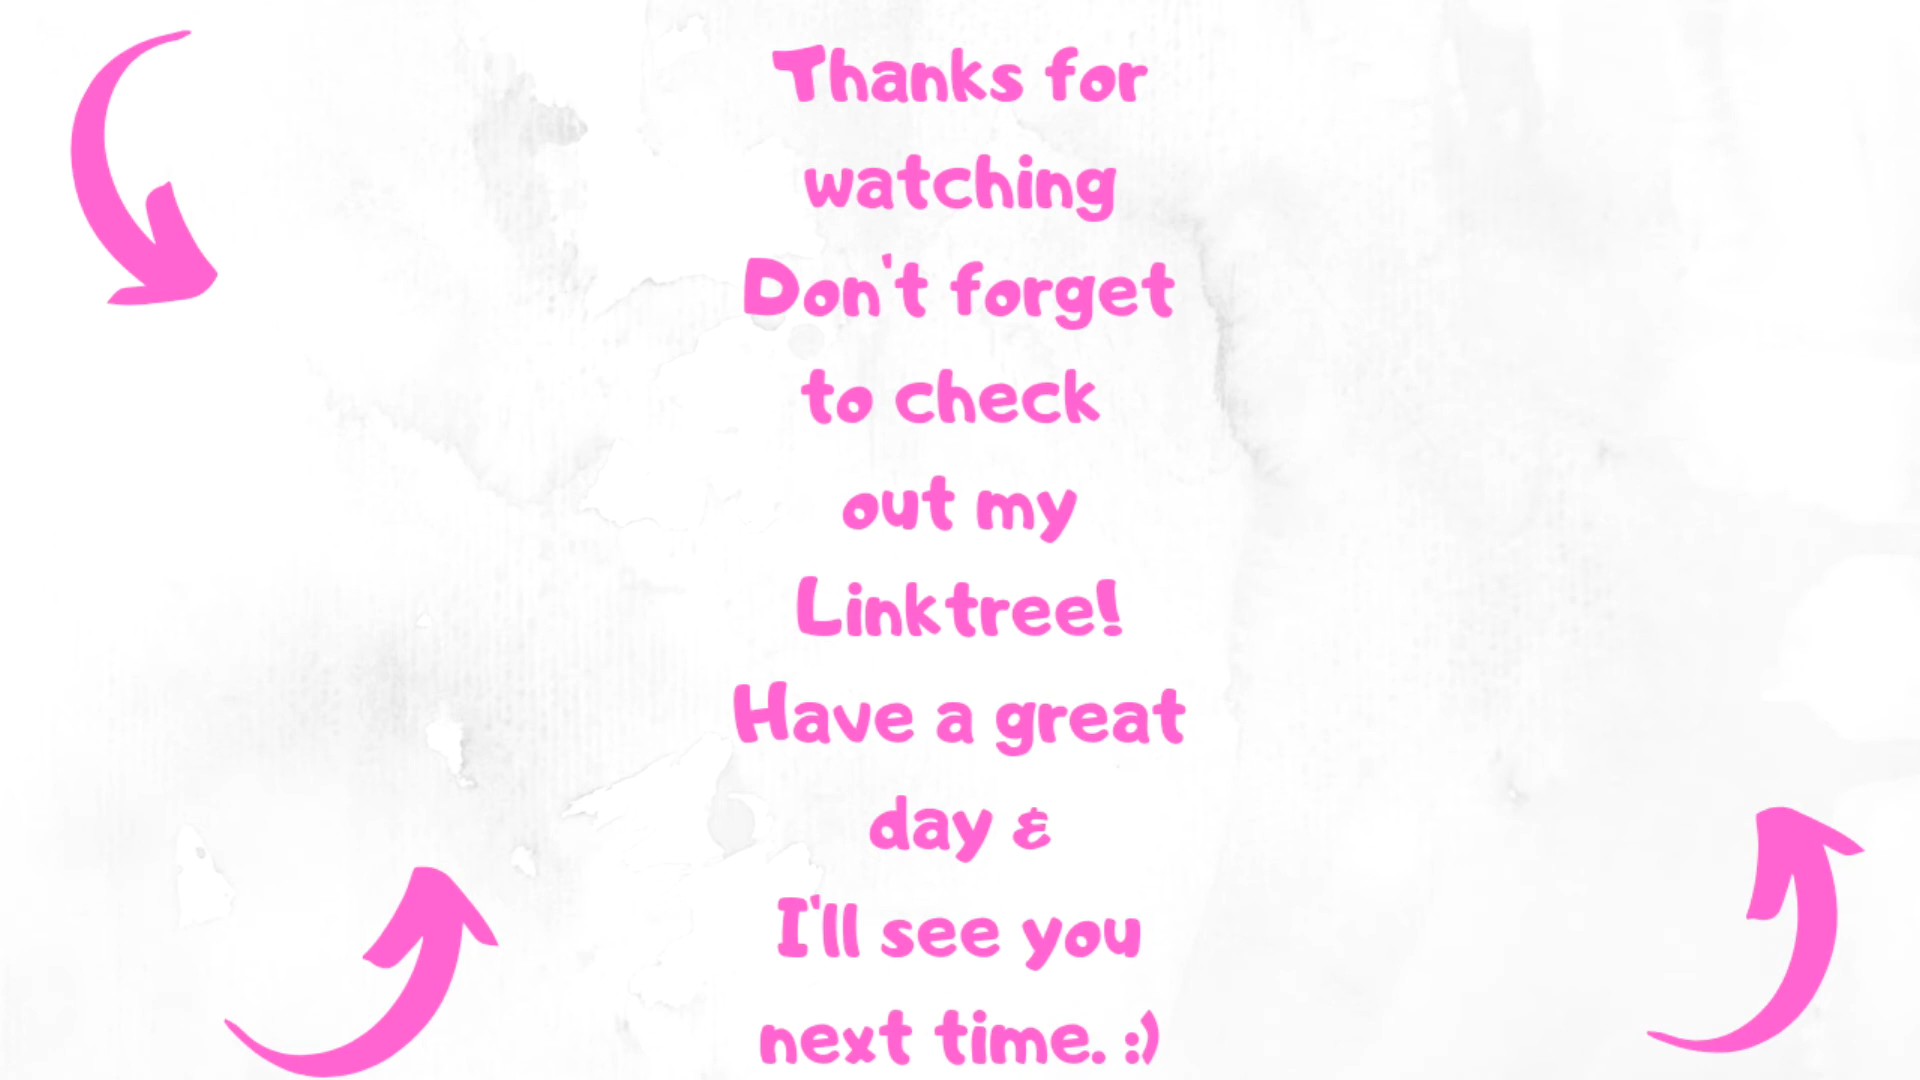 Thanks for
watching
Don't forget
to check
out my
Linktree!
Have a great
day &
I'll see you
next time. :)